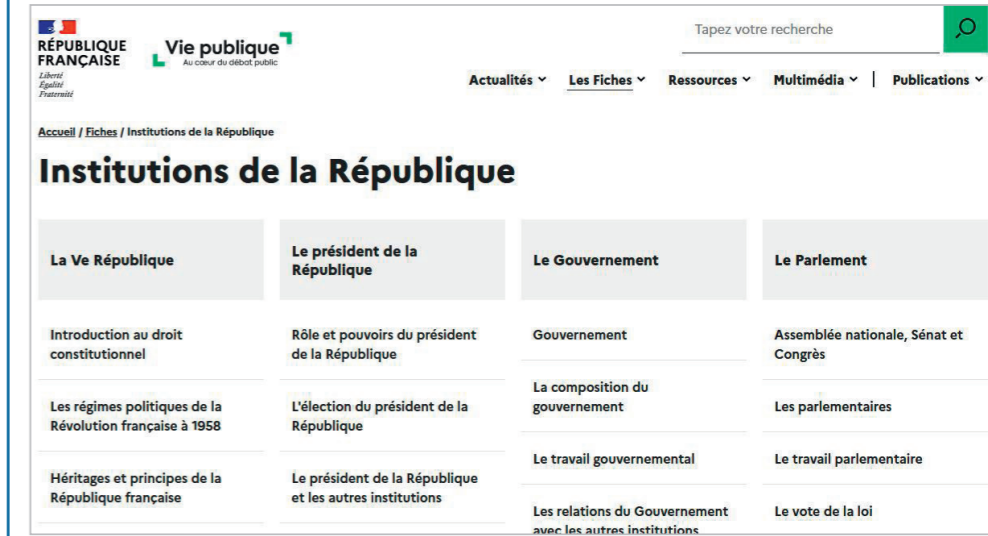 RÉPUBLIQUE
FRANÇAISE
Liberté
Égalité
Fraternité
Vie publique
Au cœur du débat public
Tapez votre recherche
Actualités
Les Fiches
Ressources
Multimédia
Publications
Accueil / Fiches / Institutions de la République
Institutions de la République
La Ve République
Introduction au droit
constitutionnel
Les régimes politiques de la
Révolution française à 1958
Héritages et principes de la
République française
Le président de la
République
Rôle et pouvoirs du président
de la République
L'élection du président de la
République
Le président de la République
et les autres institutions
Le Gouvernement
Gouvernement
La composition du
gouvernement
Le travail gouvernemental
Les relations du Gouvernement
avec les autres institutions
Le Parlement
Assemblée nationale, Sénat et
Congrès
Les parlementaires
Le travail parlementaire
Le vote de la loi